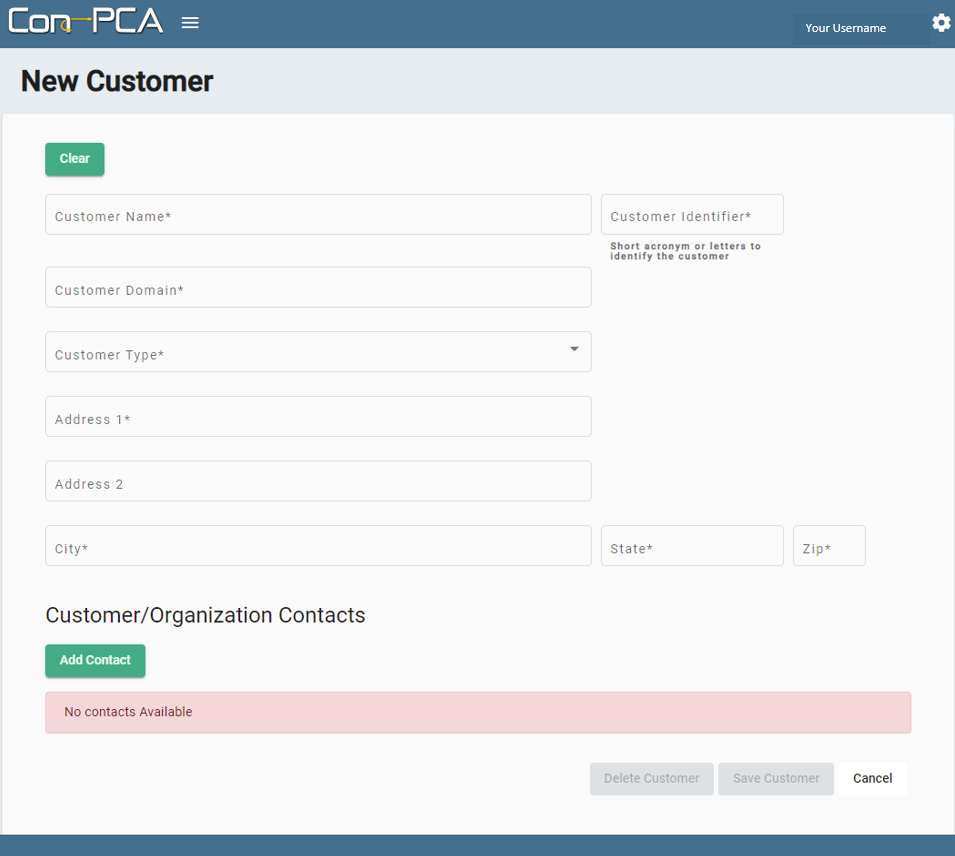 Con-PCA
Your Username
New Customer
Clear
Customer Name*
Customer Identifier*
Short acronym or letters to
identify the customer
Customer Domain*
Customer Type*
Address 1*
Address 2
City*
State*
Zip*
Customer/Organization Contacts
Add Contact
No contacts Available
Delete Customer
Save Customer
Cancel